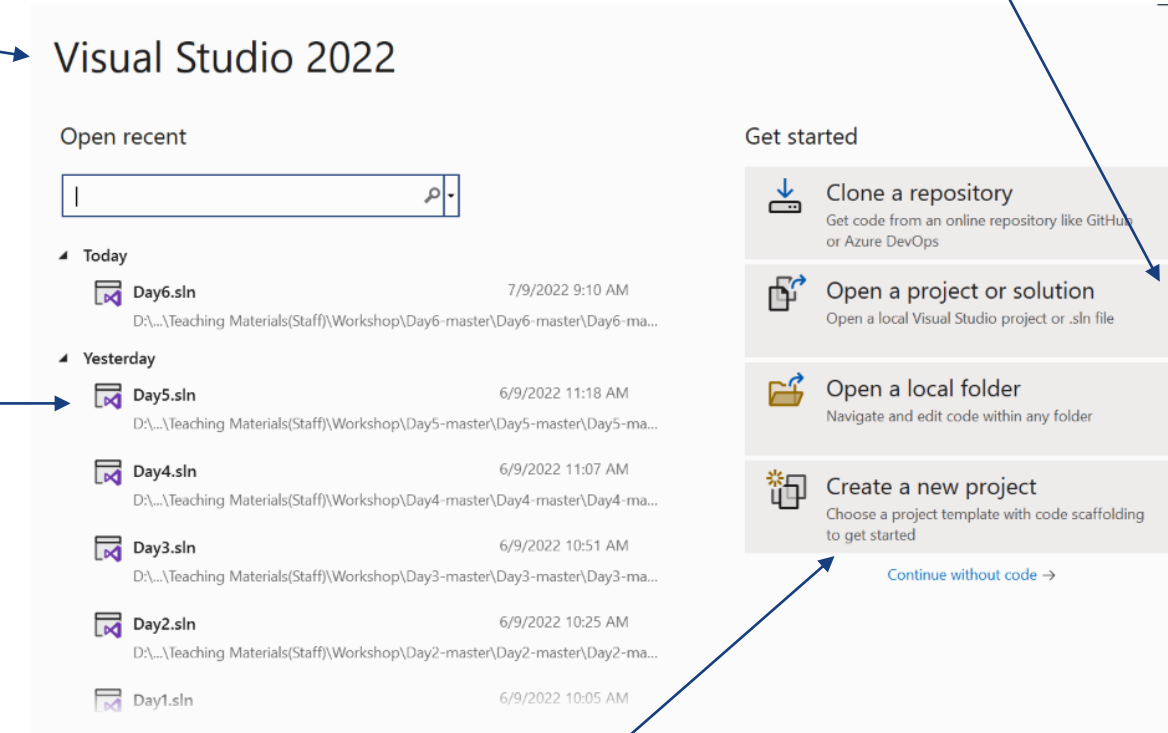 Visual Studio 2022
Open recent
Today
Day6.sln 7/9/2022 9:10 AM
D:\...\Teaching Materials(Staff)\Workshop\Day6-master\Day6-master\Day6-ma...
Yesterday
Day5.sln 6/9/2022 11:18 AM
D:\...\Teaching Materials(Staff)\Workshop\Day5-master\Day5-master\Day5-ma...
Day4.sln 6/9/2022 11:07 AM
D:\...\Teaching Materials(Staff)\Workshop\Day4-master\Day4-master\Day4-ma...
Day3.sln 6/9/2022 10:51 AM
D:\...\Teaching Materials(Staff)\Workshop\Day3-master\Day3-master\Day3-ma...
Day2.sln 6/9/2022 10:25 AM
D:\...\Teaching Materials(Staff)\Workshop\Day2-master\Day2-master\Day2-ma...
Day1.sln 6/9/2022 10:05 AM
Get started
Clone a repository
Get code from an online repository like GitHub
or Azure DevOps
Open a project or solution
Open a local Visual Studio project or .sln file
Open a local folder
Navigate and edit code within any folder
Create a new project
Choose a project template with code scaffolding
to get started
Continue without code →